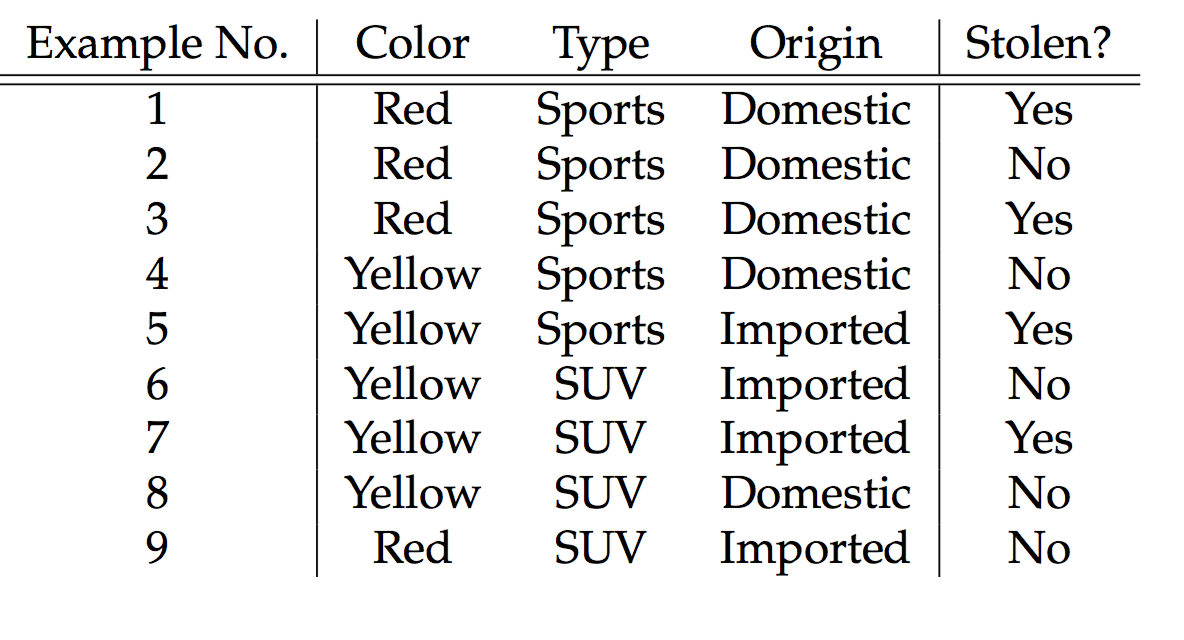 Example No. Color Type Origin Stolen?
1 Red Sports Domestic Yes
2 Red Sports Domestic No
3 Red Sports Domestic Yes
4 Yellow Sports Domestic No
5 Yellow Sports Imported Yes
6 Yellow SUV Imported No
7 Yellow SUV Imported Yes
8 Yellow SUV Domestic No
9 Red SUV Imported No